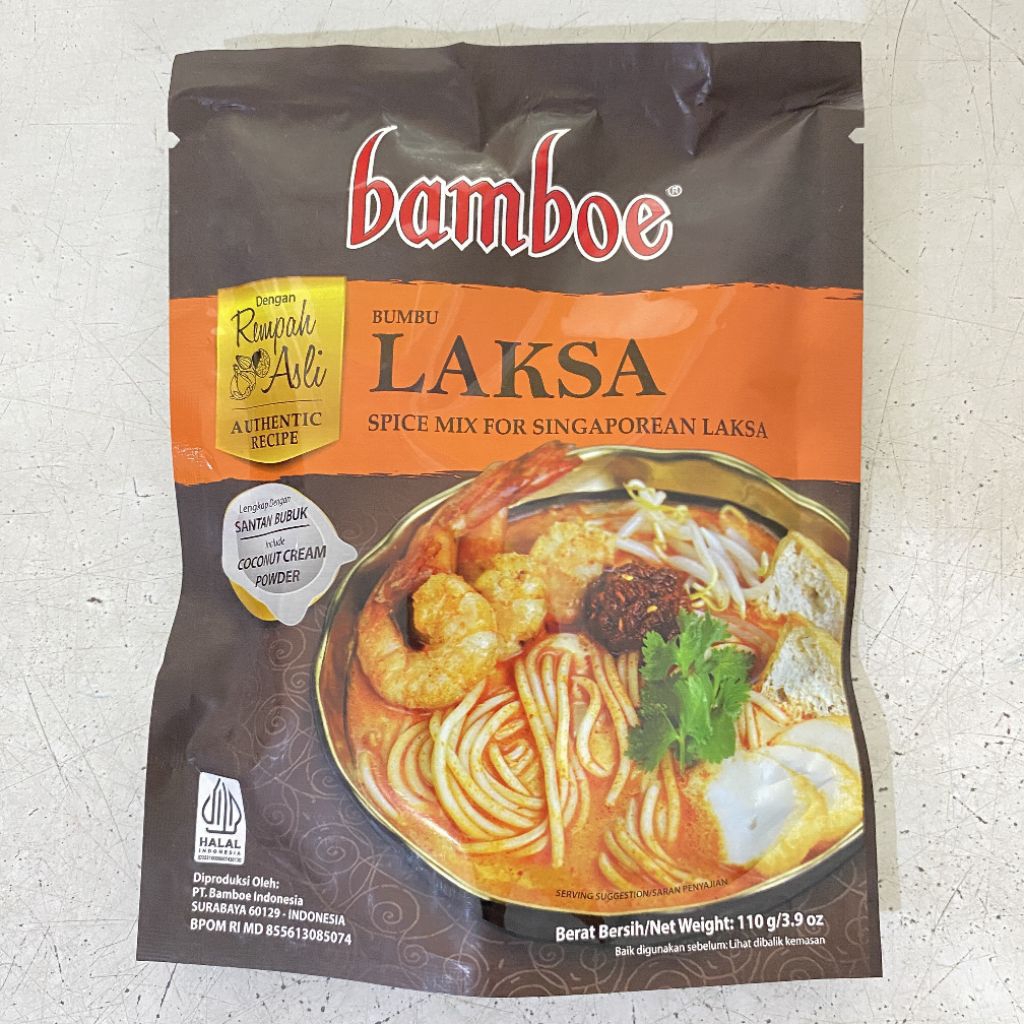 bamboe®
Dengan
Rempah
Asli
AUTHENTIC
RECIPE
BUMBU
LAKSA
SPICE MIX FOR SINGAPOREAN LAKSA
Lengkap Dengan
SANTAN BUBUK
Include
COCONUT CREAM
POWDER
HALAL
INDONESIA
Diproduksi Oleh:
PT. Bamboe Indonesia
SURABAYA 60129 - INDONESIA
BPOM RI MD 855613085074
SERVING SUGGESTION/SARAN PENYAJIAN
Berat Bersih/Net Weight: 110 g/3.9 oz
Baik digunakan sebelum: Lihat dibalik kemasan